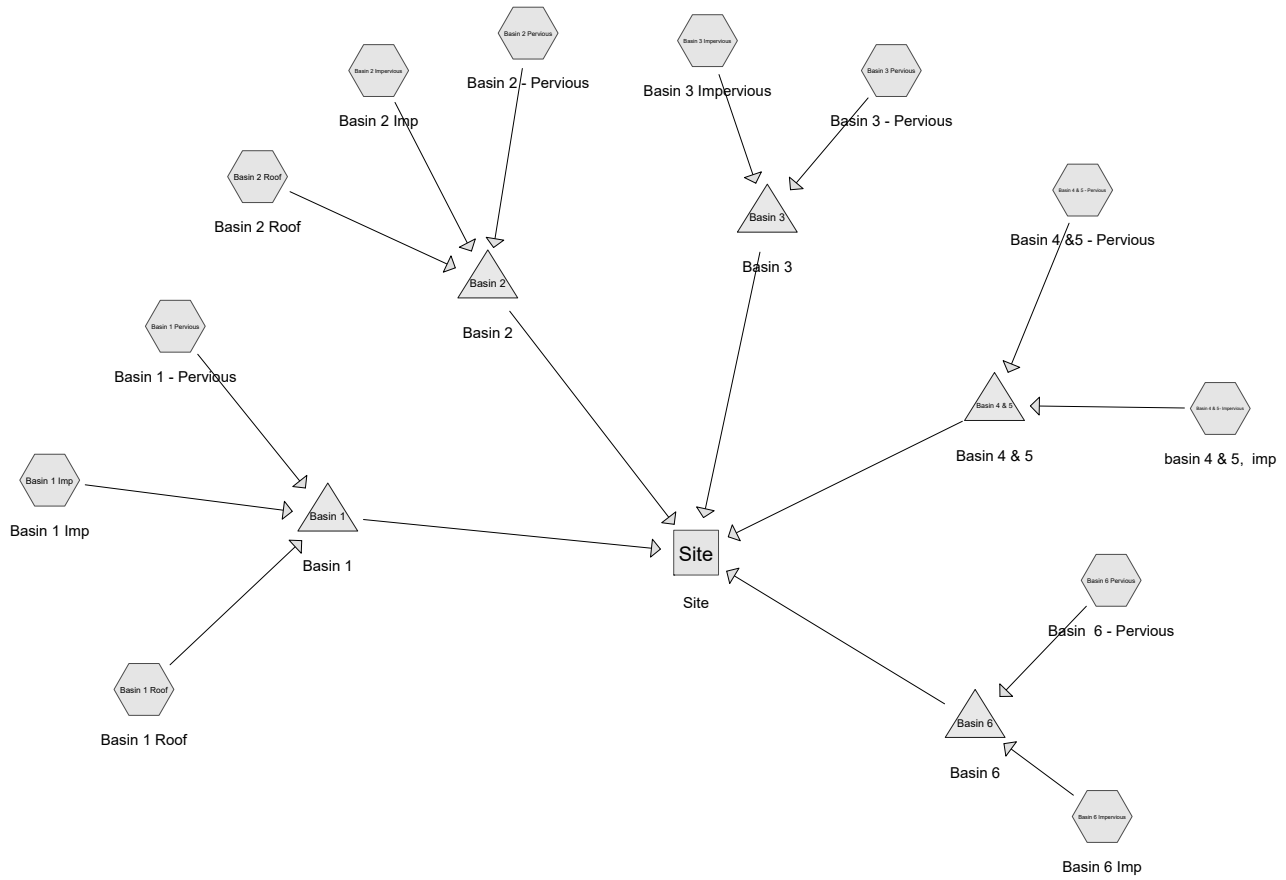 Basin 2 Pervious
Basin 2 - Pervious
Basin 3 Impervious
Basin 3 Impervious
Basin 2 Impervious
Basin 2 Imp
Basin 3 Pervious
Basin 3 - Pervious
Basin 2 Roof
Basin 2 Roof
Basin 4 & 5 - Pervious
Basin 4 &5 - Pervious
Basin 3
Basin 3
Basin 2
Basin 2
Basin 1 Pervious
Basin 1 - Pervious
Basin 4 & 5
Basin 4 & 5
Basin 4 & 5- Impervious
basin 4 & 5,  imp
Basin 1 Imp
Basin 1 Imp
Basin 1
Basin 1
Site
Site
Basin 6 Pervious
Basin  6 - Pervious
Basin 1 Roof
Basin 1 Roof
Basin 6
Basin 6
Basin 6 Impervious
Basin 6 Imp